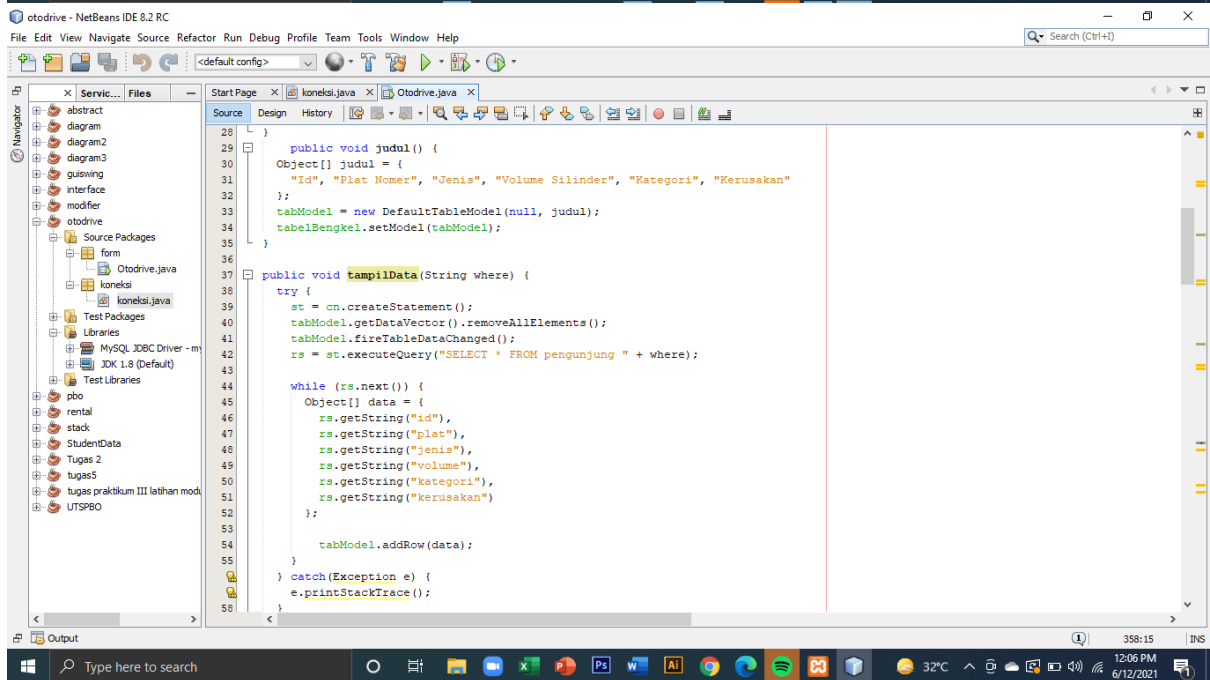 otodrive - NetBeans IDE 8.2 RC
File Edit View Navigate Source Refactor Run Debug Profile Team Tools Window Help
Search (Ctrl+I)
<default config>
Servic... Files
Start Page koneksi.java Otodrive.java
Navigator
Source Design History
abstract
diagram
diagram2
diagram3
guiswing
interface
modifier
otodrive
Source Packages
form
Otodrive.java
koneksi
koneksi.java
Test Packages
Libraries
MySQL JDBC Driver - my
JDK 1.8 (Default)
Test Libraries
pbo
rental
stack
StudentData
Tugas 2
tugas5
tugas praktikum III latihan modu
UTSPBO
28 }
29 public void judul() {
30 Object[] judul = {
31 "Id", "Plat Nomer", "Jenis", "Volume Silinder", "Kategori", "Kerusakan"
32 };
33 tabModel = new DefaultTableModel(null, judul);
34 tabelBengkel.setModel(tabModel);
35 }
36
37 public void tampilData(String where) {
38 try {
39 st = cn.createStatement();
40 tabModel.getDataVector().removeAllElements();
41 tabModel.fireTableDataChanged();
42 rs = st.executeQuery("SELECT * FROM pengunjung " + where);
43
44 while (rs.next()) {
45 Object[] data = {
46 rs.getString("id"),
47 rs.getString("plat"),
48 rs.getString("jenis"),
49 rs.getString("volume"),
50 rs.getString("kategori"),
51 rs.getString("kerusakan")
52 };
53
54 tabModel.addRow(data);
55 }
} catch(Exception e) {
e.printStackTrace();
58 }
Output
1
358:15
INS
Type here to search
Ps
Ai
32°C
12:06 PM
6/12/2021